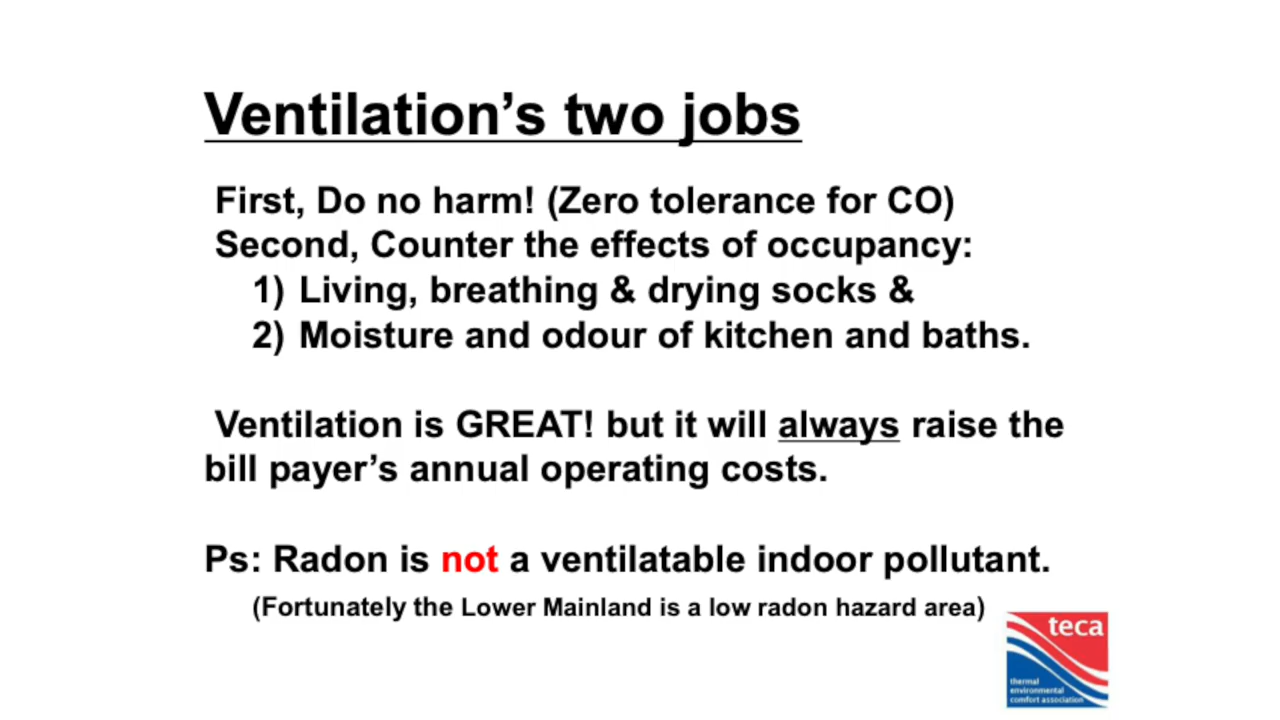 Ventilation’s two jobs
First, Do no harm! (Zero tolerance for CO)
Second, Counter the effects of occupancy:
1) Living, breathing & drying socks &
2) Moisture and odour of kitchen and baths.
Ventilation is GREAT! but it will always raise the
bill payer’s annual operating costs.
Ps: Radon is not a ventilatable indoor pollutant.
(Fortunately the Lower Mainland is a low radon hazard area)
teca
thermal
environmental
comfort association